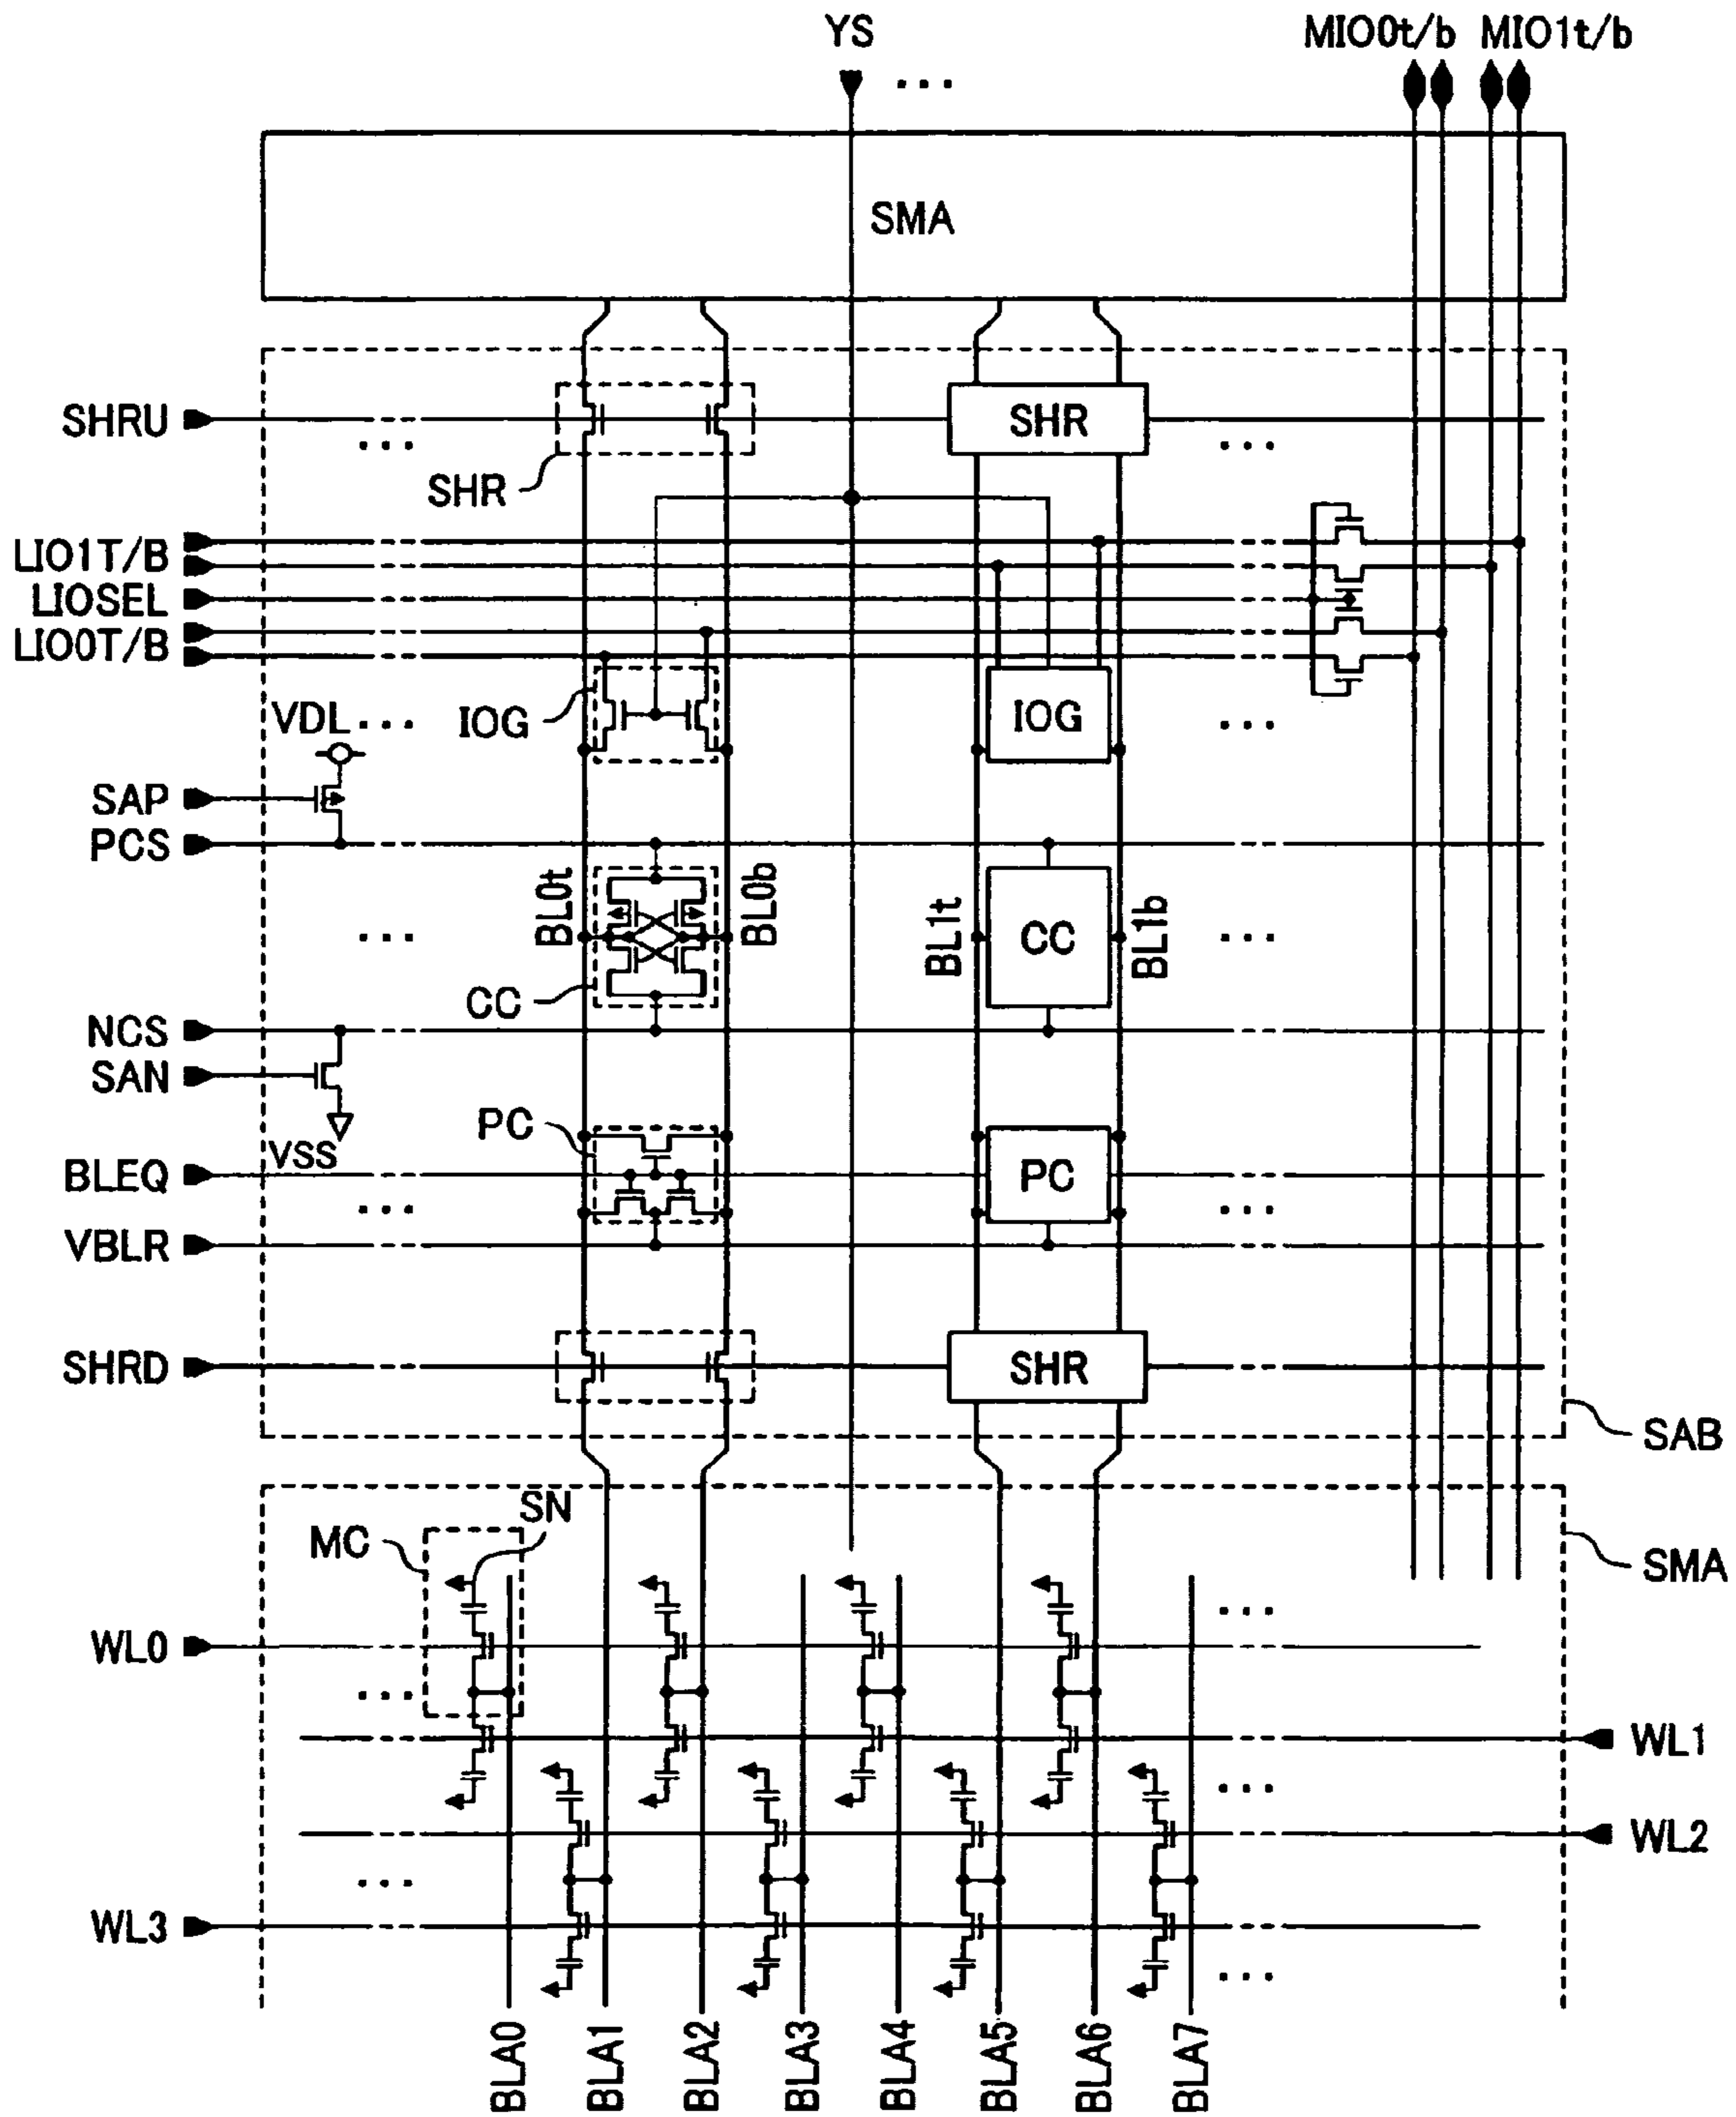 YS
...
MIO0t/b MIO1t/b
SMA
SHRU
SHR
...
...
SHR
LIO1T/B
LIOSEL
LIO0T/B
VDL
...
IOG
IOG
...
SAP
PCS
BL0t
BL0b
BL1t
BL1b
...
CC
...
CC
NCS
SAN
VSS
PC
BLEQ
PC
...
...
VBLR
SHRD
SHR
SAB
SN
MC
SMA
...
WL0
...
WL1
...
WL2
...
WL3
...
BLA0
BLA1
BLA2
BLA3
BLA4
BLA5
BLA6
BLA7